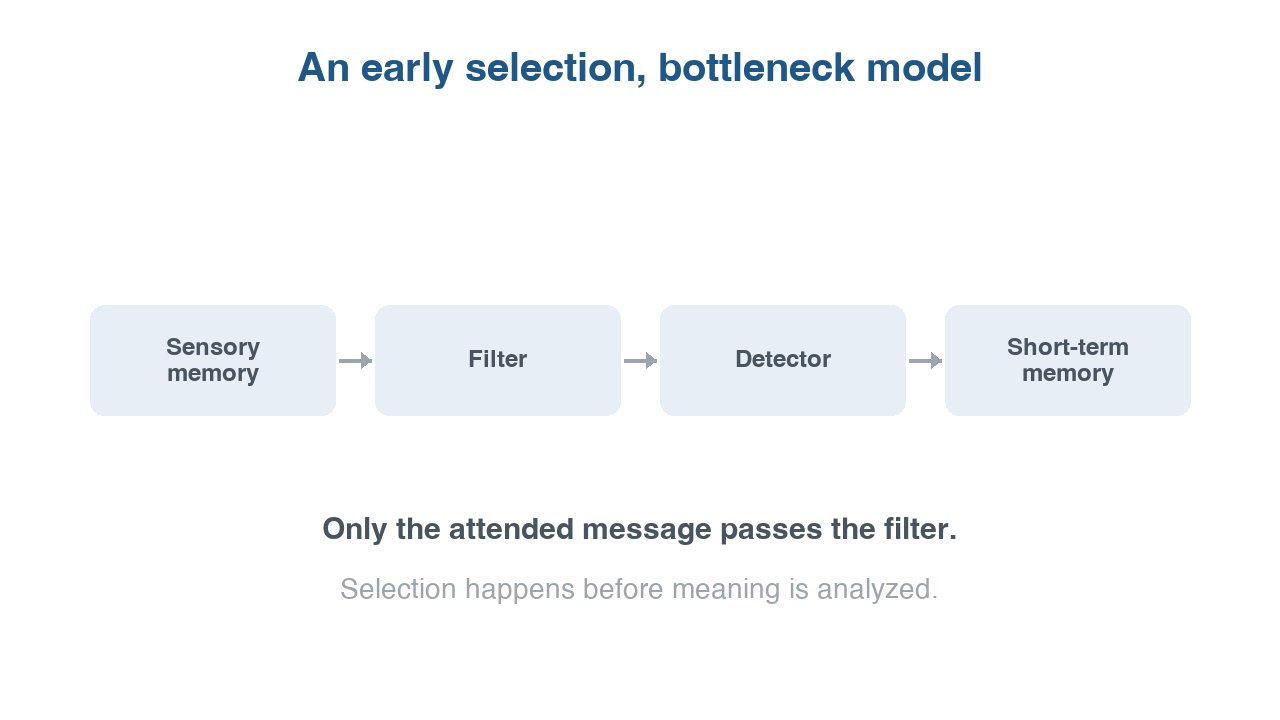 An early selection, bottleneck model
Sensory
memory
Filter
Detector
Short-term
memory
Only the attended message passes the filter.
Selection happens before meaning is analyzed.